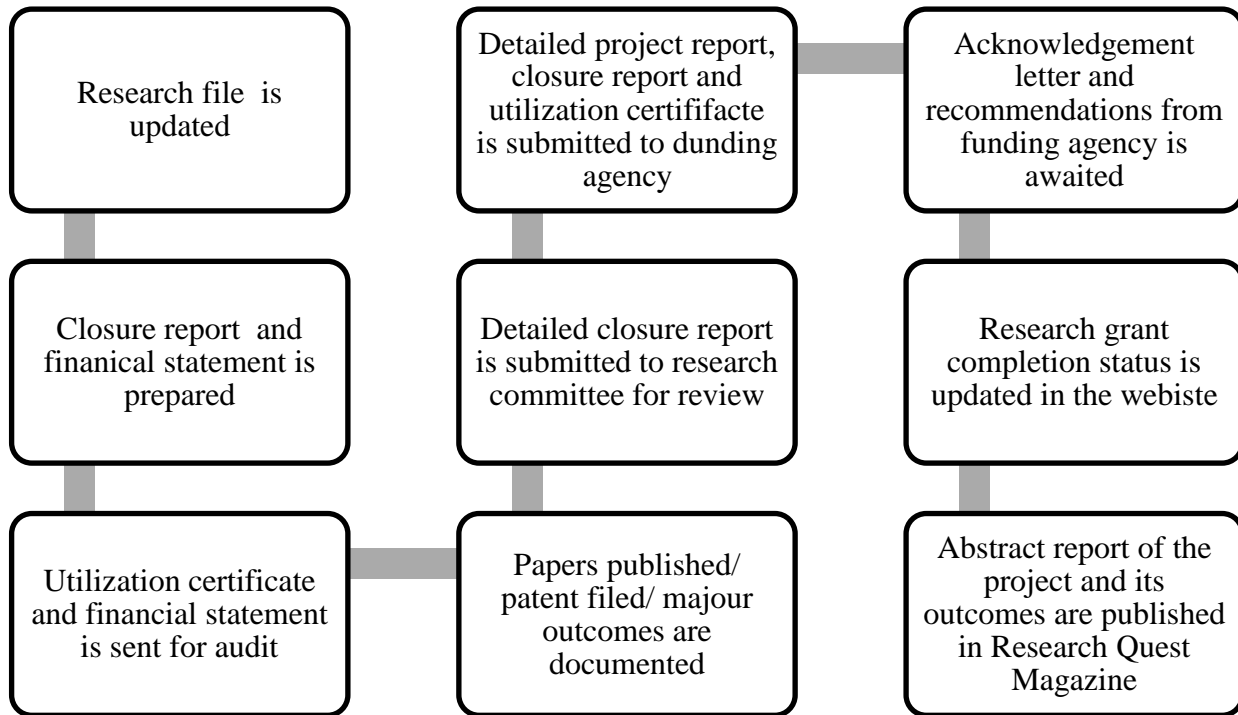 Research file is
updated
Closure report and
finanical statement is
prepared
Utilization certificate
and financial statement
is sent for audit
Papers published/
patent filed/ majour
outcomes are
documented
Detailed closure report
is submitted to research
committee for review
Detailed project report,
closure report and
utilization certififacte
is submitted to dunding
agency
Acknowledgement
letter and
recommendations from
funding agency is
awaited
Research grant
completion status is
updated in the webiste
Abstract report of the
project and its
outcomes are published
in Research Quest
Magazine